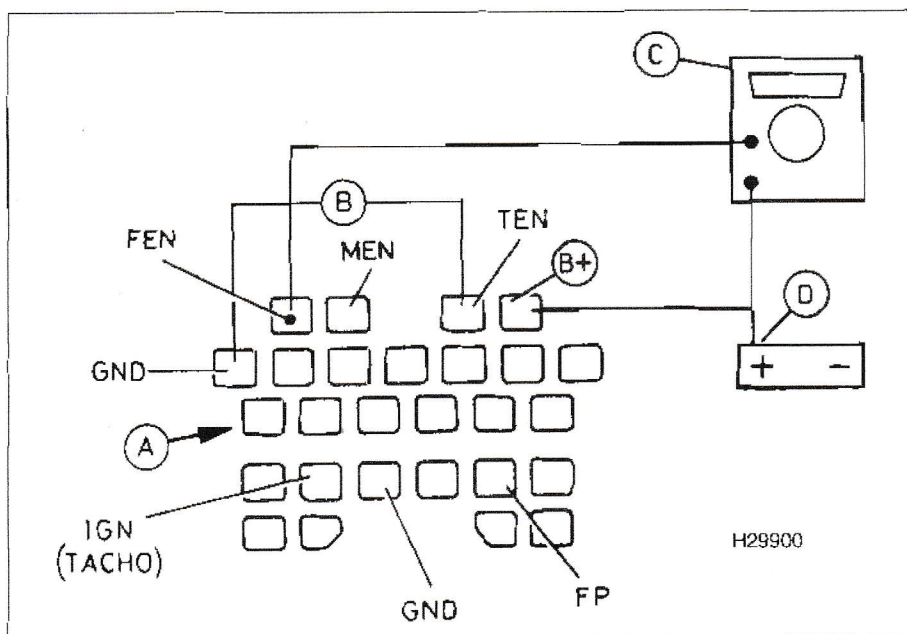 C
B
FEN
MEN
TEN
B+
D
GND
+ -
A
IGN
(TACHO)
GND
FP
H29900